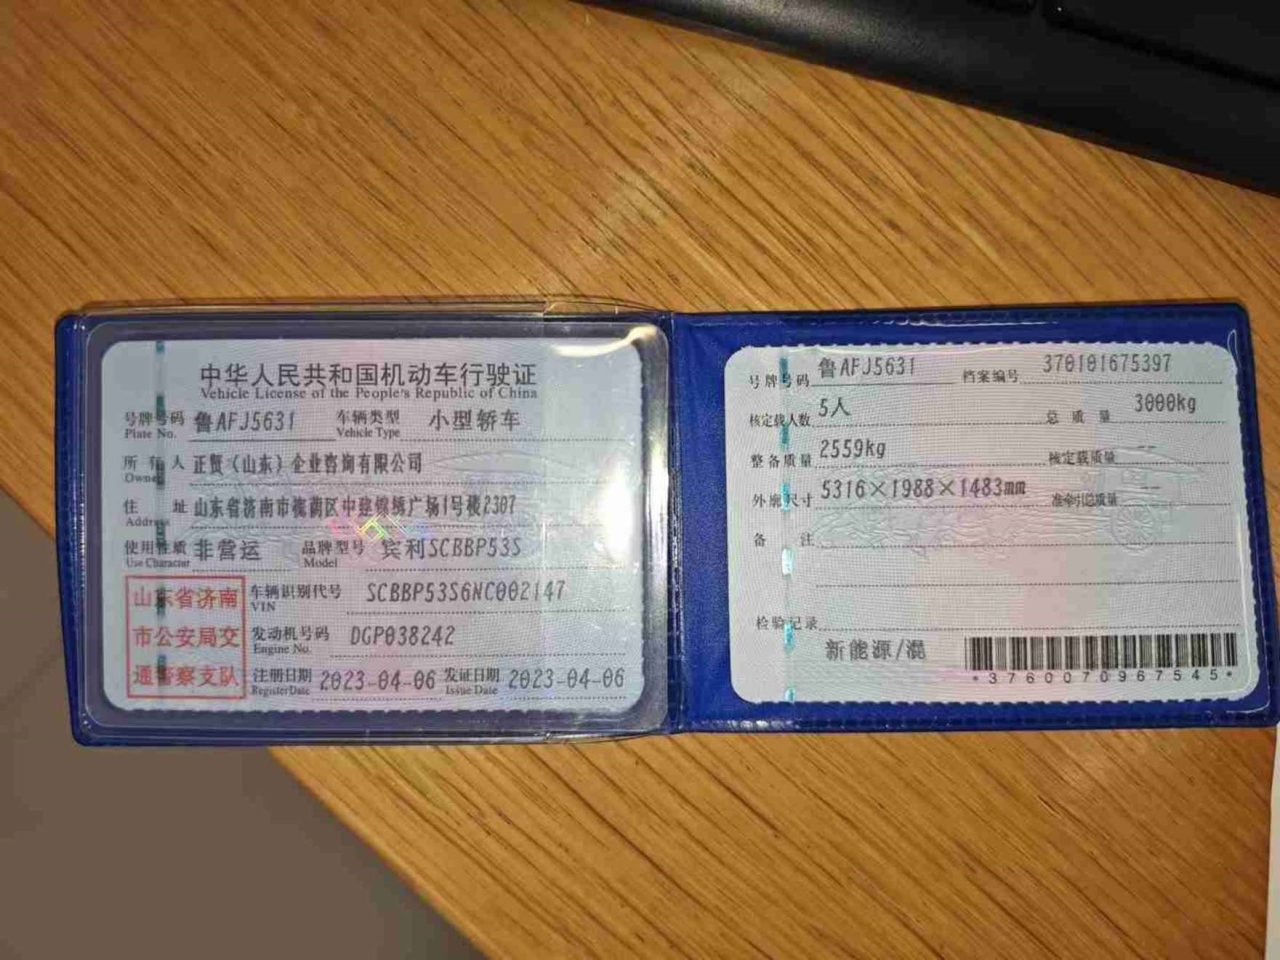 中华人民共和国机动车行驶证
Vehicle License of the People's Republic of China
号牌号码 鲁AFJ5631 车辆类型 小型轿车
Plate No. Vehicle Type
所有人 正贤（山东）企业咨询有限公司
Owner
住 址 山东省济南市槐荫区中建锦绣广场1号楼2307
Address
使用性质 非营运 品牌型号 宾利SCBBP53S
Use Character Model
山东省济南
市公安局交
通警察支队
车辆识别代号 SCBBP53S6NC002147
VIN
发动机号码 DGP038242
Engine No.
注册日期 2023-04-06 发证日期 2023-04-06
Register Date Issue Date
号牌号码 鲁AFJ5631 档案编号 370101675397
核定载人数 5人 总质量 3000kg
整备质量 2559kg 核定载质量 --
外廓尺寸 5316×1988×1483mm 准牵引总质量 --
备 注
检验记录
新能源/混
*3760070967545*